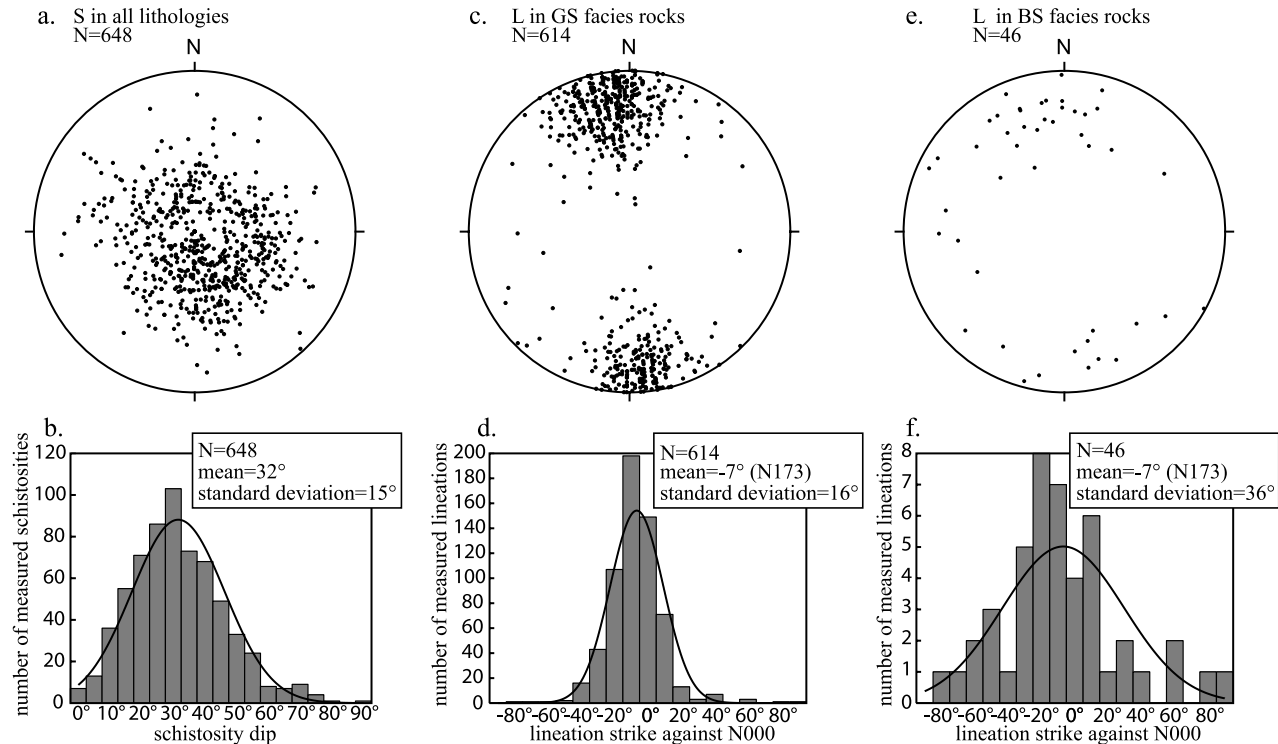 a. S in all lithologies
N=648
N
c. L in GS facies rocks
N=614
N
e. L in BS facies rocks
N=46
N
b.
N=648
mean=32°
standard deviation=15°
number of measured schistosities
120
100
80
60
40
20
0
0° 10° 20° 30° 40° 50° 60° 70° 80° 90°
schistosity dip
d.
N=614
mean=-7° (N173)
standard deviation=16°
number of measured lineations
200
180
160
140
120
100
80
60
40
20
0
-80° -60° -40° -20° 0° 20° 40° 60° 80°
lineation strike against N000
f.
N=46
mean=-7° (N173)
standard deviation=36°
number of measured lineations
8
7
6
5
4
3
2
1
0
-80° -60° -40° -20° 0° 20° 40° 60° 80°
lineation strike against N000